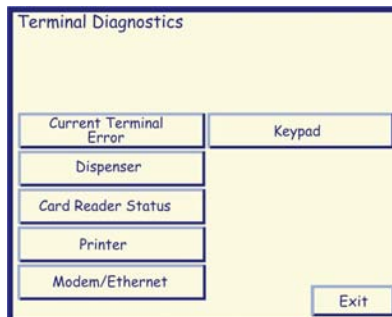 Terminal Diagnostics
Current Terminal
Error
Keypad
Dispenser
Card Reader Status
Printer
Modem/Ethernet
Exit